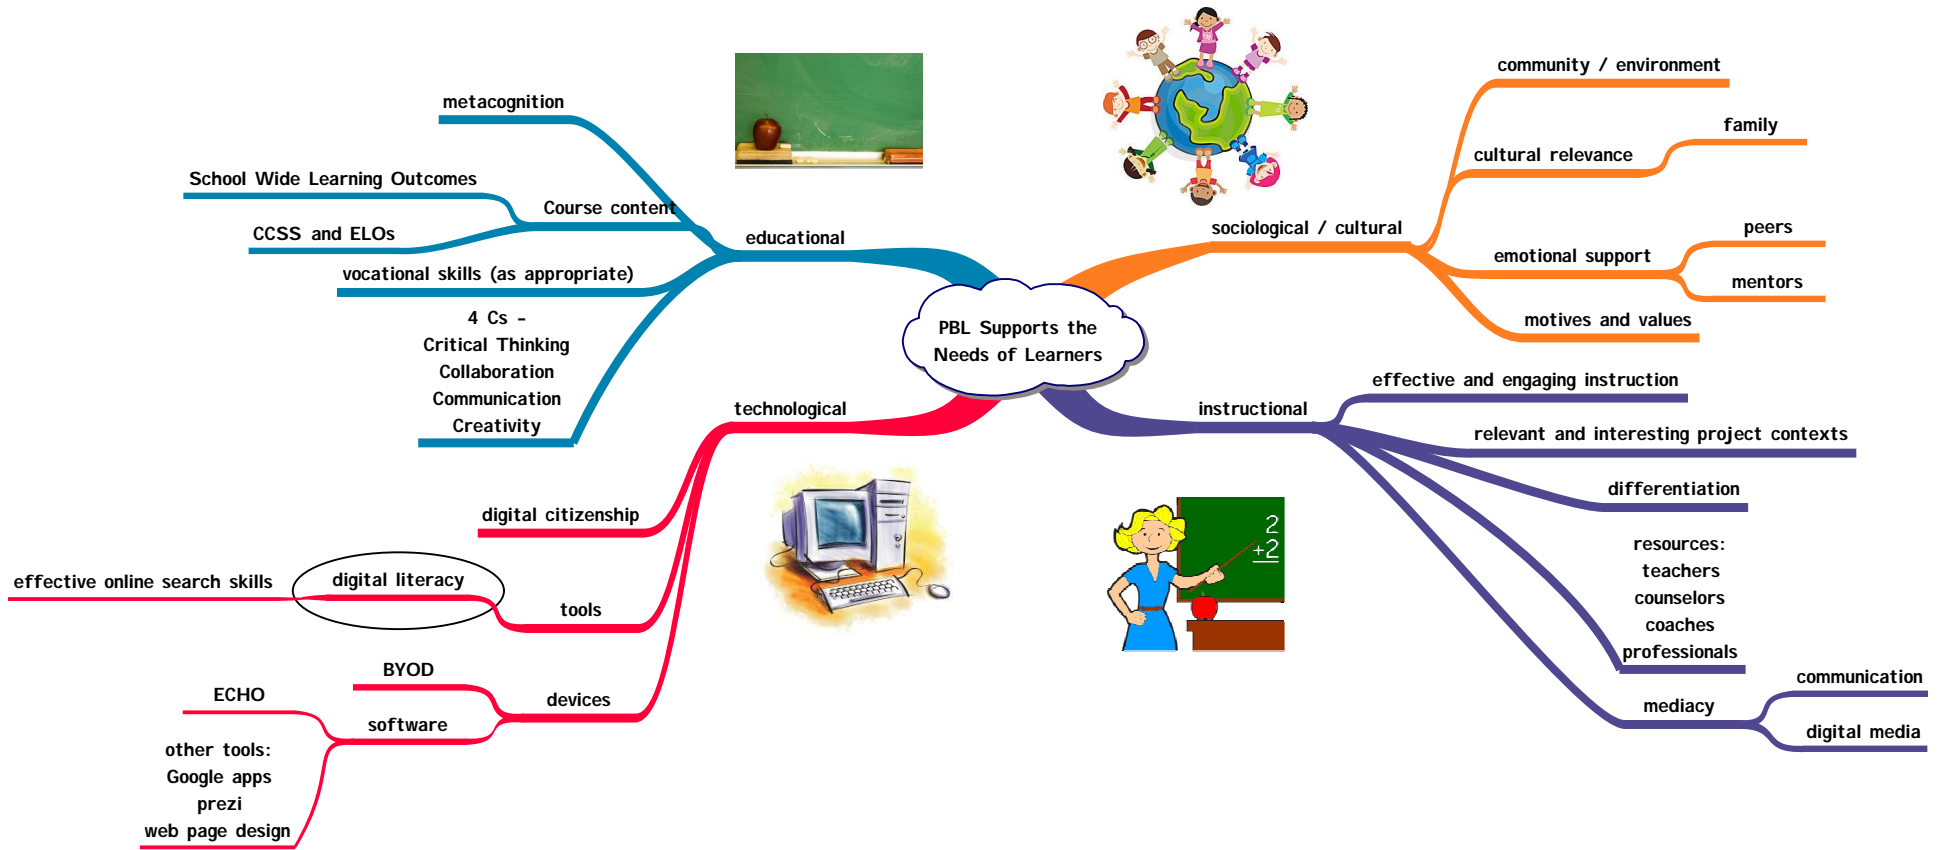 PBL Supports the
Needs of Learners
educational
metacognition
Course content
School Wide Learning Outcomes
CCSS and ELOs
vocational skills (as appropriate)
4 Cs -
Critical Thinking
Collaboration
Communication
Creativity
technological
digital citizenship
tools
digital literacy
effective online search skills
devices
BYOD
software
ECHO
other tools:
Google apps
prezi
web page design
sociological / cultural
community / environment
cultural relevance
family
emotional support
peers
mentors
motives and values
instructional
effective and engaging instruction
relevant and interesting project contexts
differentiation
resources:
teachers
counselors
coaches
professionals
mediacy
communication
digital media
2
+2